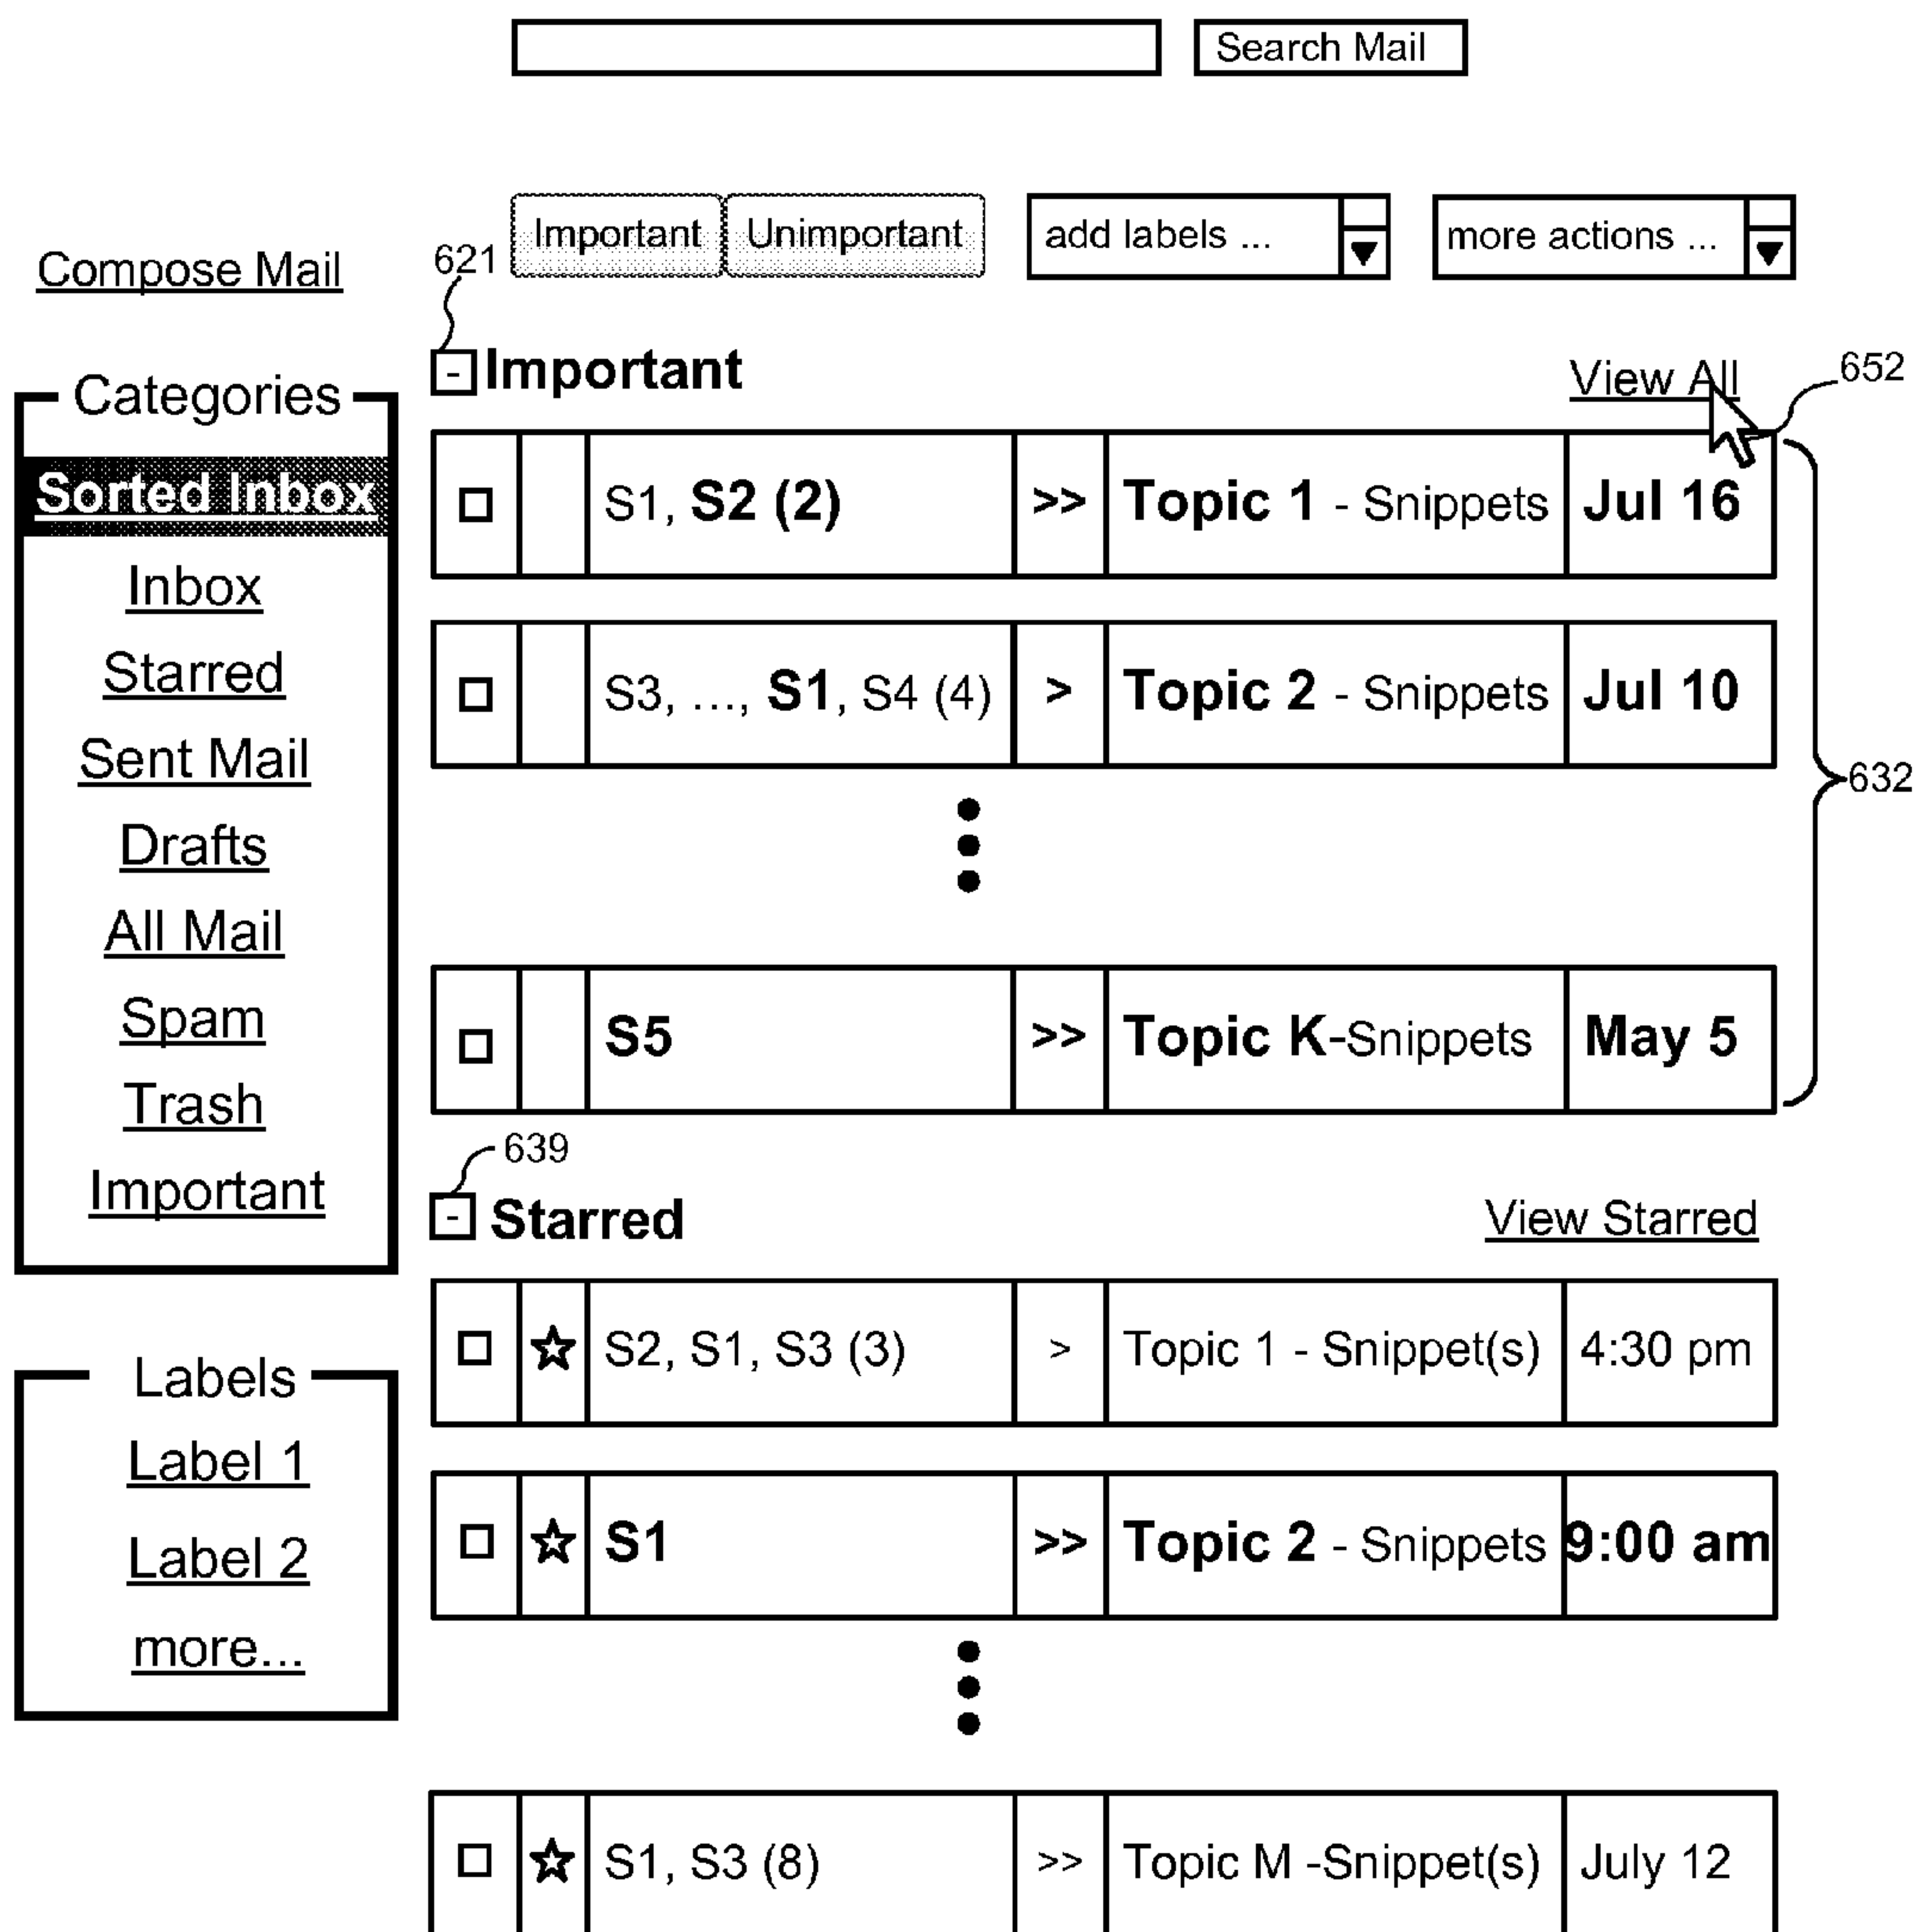 Search Mail
Important Unimportant add labels ... more actions ...
621
Compose Mail
- Important View All 652
Categories
Sorted Inbox
Inbox
Starred
Sent Mail
Drafts
All Mail
Spam
Trash
Important
S1, S2 (2) >> Topic 1 - Snippets Jul 16
S3, ..., S1, S4 (4) > Topic 2 - Snippets Jul 10
632
S5 >> Topic K-Snippets May 5
639
- Starred View Starred
Labels
Label 1
Label 2
more...
S2, S1, S3 (3) > Topic 1 - Snippet(s) 4:30 pm
S1 >> Topic 2 - Snippets 9:00 am
S1, S3 (8) >> Topic M -Snippet(s) July 12